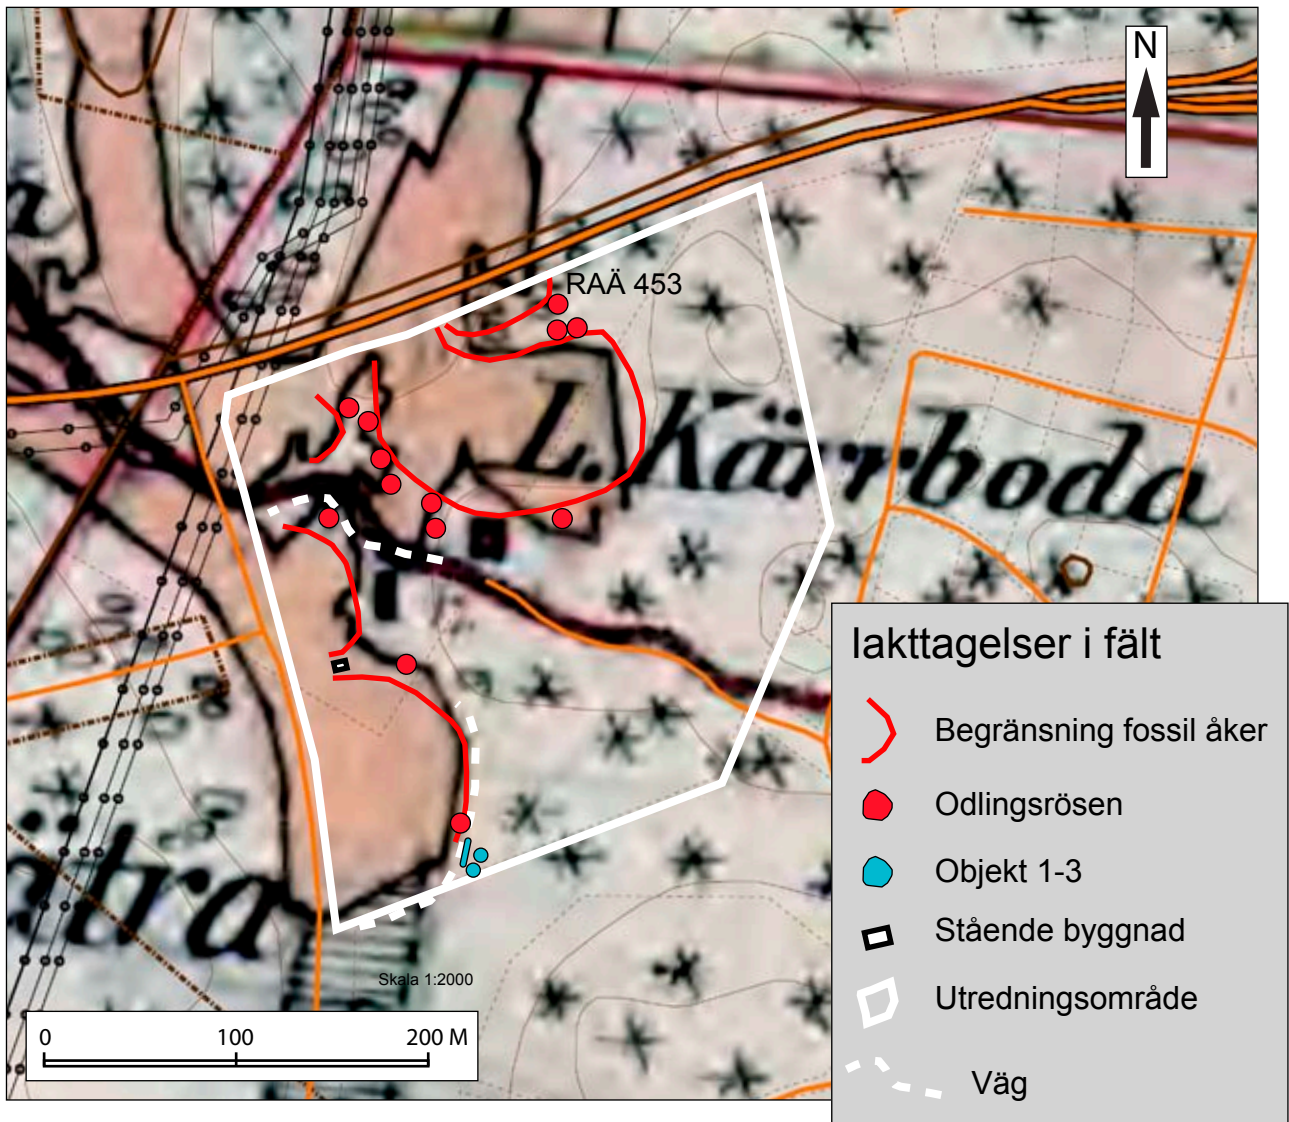 N
RAÄ 453
L. Kärrboda
Skala 1:2000
0 100 200 M
Iakttagelser i fält
Begränsning fossil åker
Odlingsrösen
Objekt 1-3
Stående byggnad
Utredningsområde
Väg